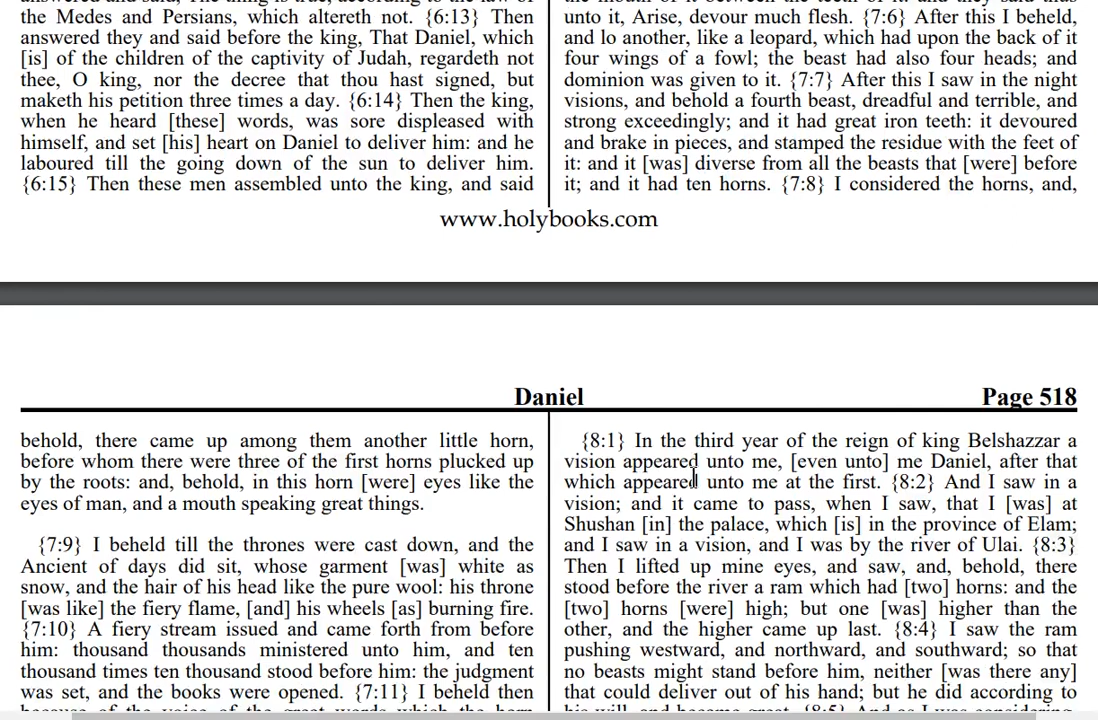 the Medes and Persians, which altereth not. {6:13} Then
answered they and said before the king, That Daniel, which
[is] of the children of the captivity of Judah, regardeth not
thee, O king, nor the decree that thou hast signed, but
maketh his petition three times a day. {6:14} Then the king,
when he heard [these] words, was sore displeased with
himself, and set [his] heart on Daniel to deliver him: and he
laboured till the going down of the sun to deliver him.
{6:15} Then these men assembled unto the king, and said
unto it, Arise, devour much flesh. {7:6} After this I beheld,
and lo another, like a leopard, which had upon the back of it
four wings of a fowl; the beast had also four heads; and
dominion was given to it. {7:7} After this I saw in the night
visions, and behold a fourth beast, dreadful and terrible, and
strong exceedingly; and it had great iron teeth: it devoured
and brake in pieces, and stamped the residue with the feet of
it: and it [was] diverse from all the beasts that [were] before
it; and it had ten horns. {7:8} I considered the horns, and,
www.holybooks.com
Daniel
Page 518
behold, there came up among them another little horn,
before whom there were three of the first horns plucked up
by the roots: and, behold, in this horn [were] eyes like the
eyes of man, and a mouth speaking great things.
{7:9} I beheld till the thrones were cast down, and the
Ancient of days did sit, whose garment [was] white as
snow, and the hair of his head like the pure wool: his throne
[was like] the fiery flame, [and] his wheels [as] burning fire.
{7:10} A fiery stream issued and came forth from before
him: thousand thousands ministered unto him, and ten
thousand times ten thousand stood before him: the judgment
was set, and the books were opened. {7:11} I beheld then
{8:1} In the third year of the reign of king Belshazzar a
vision appeared unto me, [even unto] me Daniel, after that
which appeared unto me at the first. {8:2} And I saw in a
vision; and it came to pass, when I saw, that I [was] at
Shushan [in] the palace, which [is] in the province of Elam;
and I saw in a vision, and I was by the river of Ulai. {8:3}
Then I lifted up mine eyes, and saw, and, behold, there
stood before the river a ram which had [two] horns: and the
[two] horns [were] high; but one [was] higher than the
other, and the higher came up last. {8:4} I saw the ram
pushing westward, and northward, and southward; so that
no beasts might stand before him, neither [was there any]
that could deliver out of his hand; but he did according to